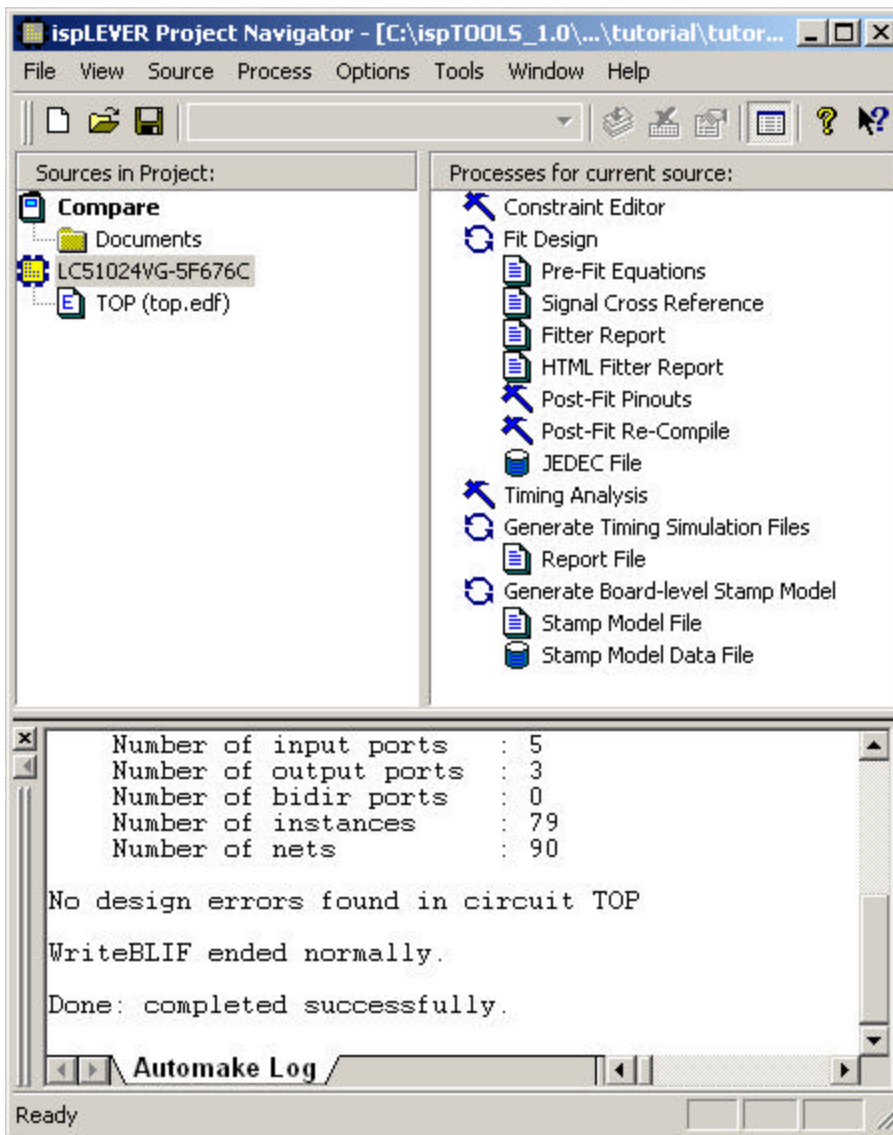 ispLEVER Project Navigator - [C:\ispTOOLS_1.0\...\tutorial\tutor...
File View Source Process Options Tools Window Help
Sources in Project:
Compare
Documents
LC51024VG-5F676C
TOP (top.edf)
Processes for current source:
Constraint Editor
Fit Design
Pre-Fit Equations
Signal Cross Reference
Fitter Report
HTML Fitter Report
Post-Fit Pinouts
Post-Fit Re-Compile
JEDEC File
Timing Analysis
Generate Timing Simulation Files
Report File
Generate Board-level Stamp Model
Stamp Model File
Stamp Model Data File
Number of input ports : 5
Number of output ports : 3
Number of bidir ports : 0
Number of instances : 79
Number of nets : 90
No design errors found in circuit TOP
WriteBLIF ended normally.
Done: completed successfully.
Automake Log
Ready